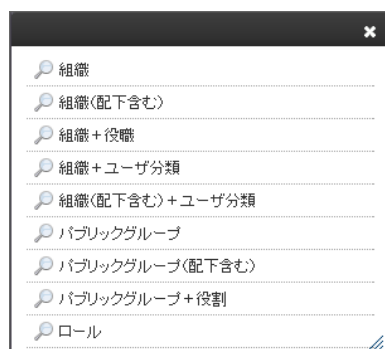 組織
組織(配下含む)
組織+役職
組織+ユーザ分類
組織(配下含む)+ユーザ分類
パブリックグループ
パブリックグループ(配下含む)
パブリックグループ+役割
ロール